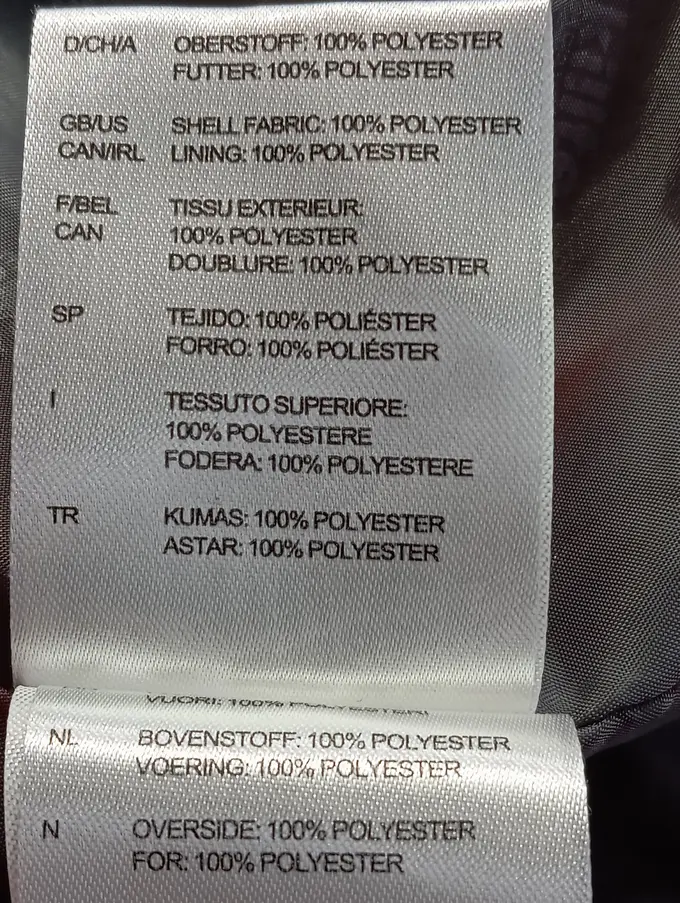 D/CH/A OBERSTOFF: 100% POLYESTER
FUTTER: 100% POLYESTER
GB/US SHELL FABRIC: 100% POLYESTER
CAN/IRL LINING: 100% POLYESTER
F/BEL TISSU EXTERIEUR:
CAN 100% POLYESTER
DOUBLURE: 100% POLYESTER
SP TEJIDO: 100% POLIÉSTER
FORRO: 100% POLIÉSTER
I TESSUTO SUPERIORE:
100% POLYESTERE
FODERA: 100% POLYESTERE
TR KUMAS: 100% POLYESTER
ASTAR: 100% POLYESTER
VUORI: 100%
NL BOVENSTOFF: 100% POLYESTER
VOERING: 100% POLYESTER
N OVERSIDE: 100% POLYESTER
FOR: 100% POLYESTER